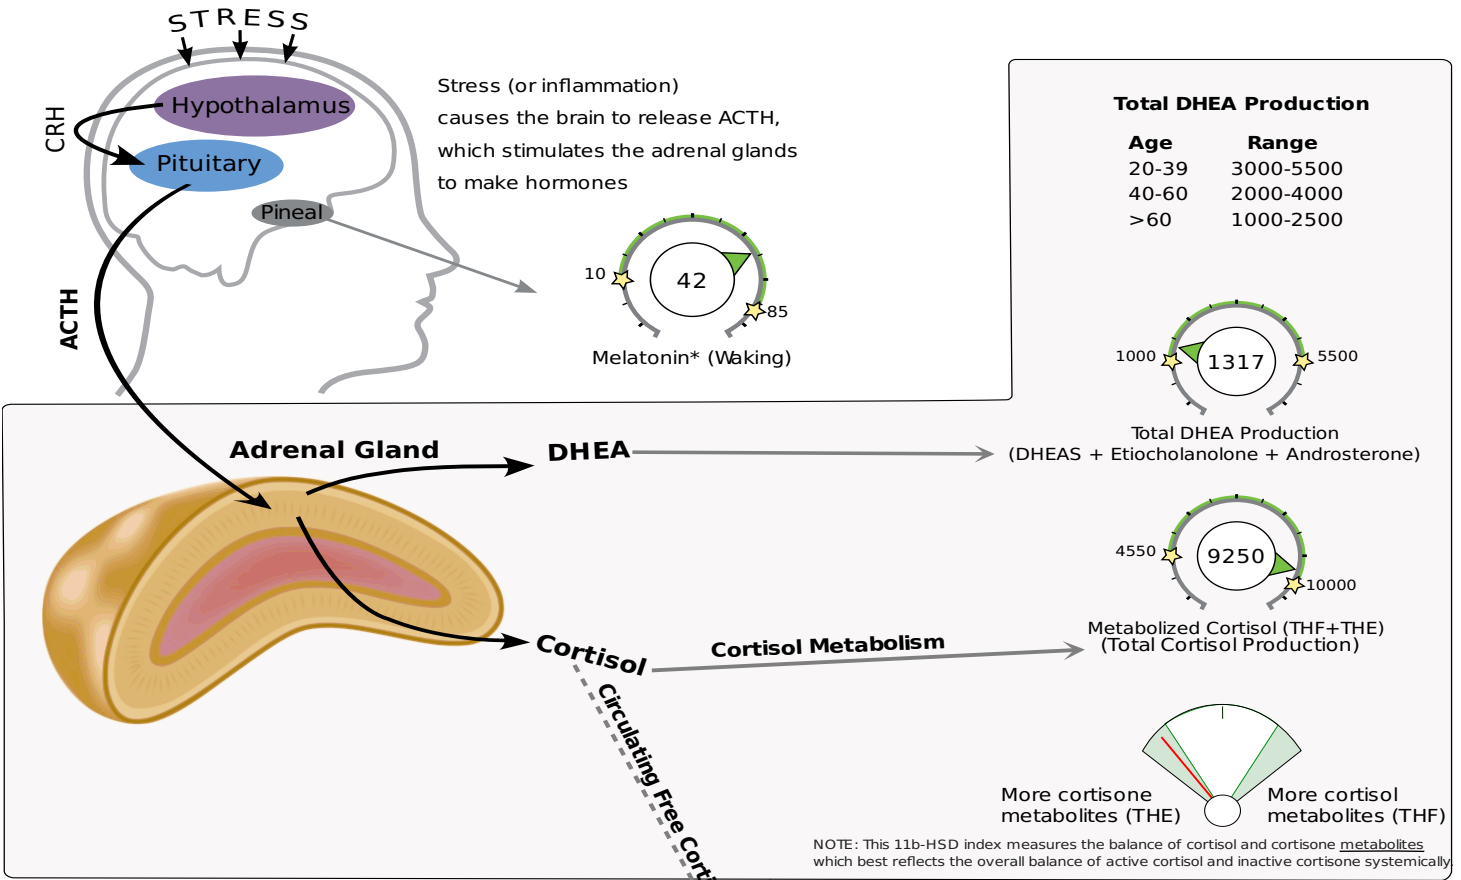 STRESS
Hypothalamus
CRH
Pituitary
Pineal
ACTH
Stress (or inflammation)
causes the brain to release ACTH,
which stimulates the adrenal glands
to make hormones
10
42
85
Melatonin* (Waking)
Total DHEA Production
Age Range
20-39 3000-5500
40-60 2000-4000
>60 1000-2500
1000
1317
5500
Total DHEA Production
(DHEAS + Etiocholanolone + Androsterone)
Adrenal Gland
DHEA
4550
9250
10000
Metabolized Cortisol (THF+THE)
(Total Cortisol Production)
Cortisol
Cortisol Metabolism
Circulating Free
More cortisone
metabolites (THE)
More cortisol
metabolites (THF)
NOTE: This 11b-HSD index measures the balance of cortisol and cortisone metabolites
which best reflects the overall balance of active cortisol and inactive cortisone systemically.